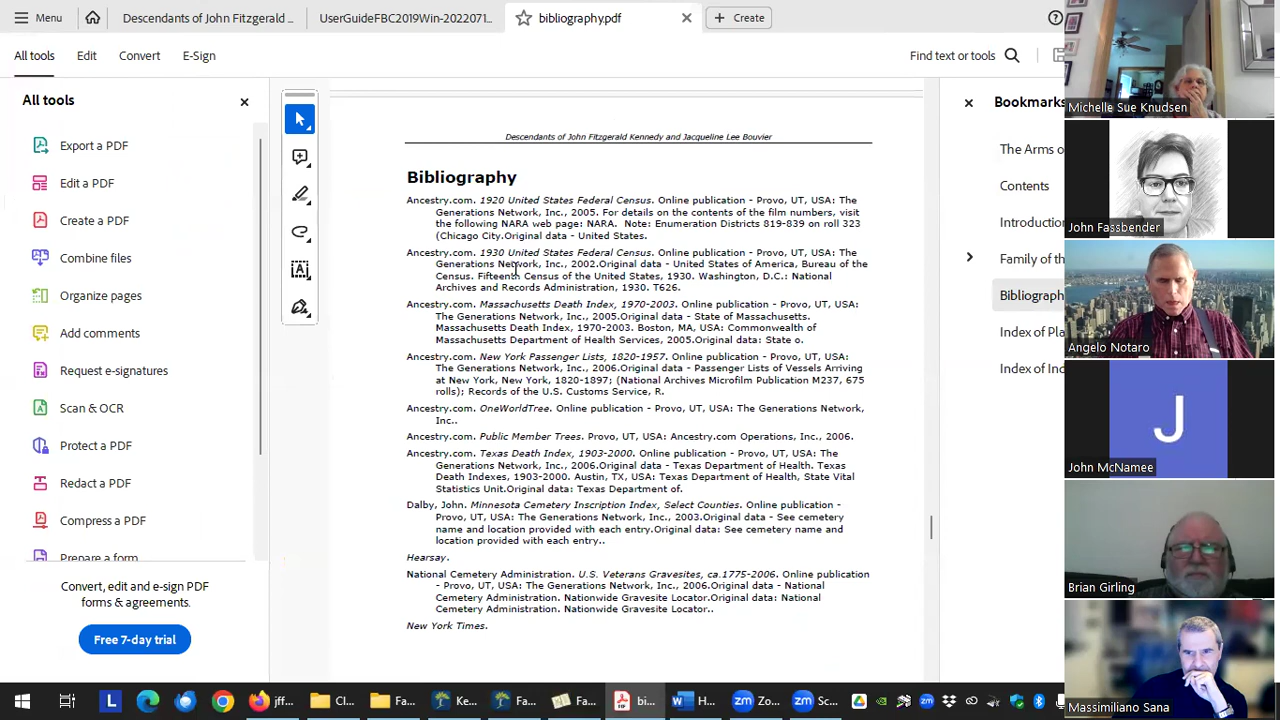 Menu
Descendants of John Fitzgerald ...
UserGuideFBC2019Win-2022071...
bibliography.pdf
Create
All tools
Edit
Convert
E-Sign
Find text or tools
All tools
Export a PDF
Edit a PDF
Create a PDF
Combine files
Organize pages
Add comments
Request e-signatures
Scan & OCR
Protect a PDF
Redact a PDF
Compress a PDF
Prepare a form
Convert, edit and e-sign PDF
forms & agreements.
Free 7-day trial
Descendants of John Fitzgerald Kennedy and Jacqueline Lee Bouvier
Bibliography
Ancestry.com. 1920 United States Federal Census. Online publication - Provo, UT, USA: The
Generations Network, Inc., 2005. For details on the contents of the film numbers, visit
the following NARA web page: NARA. Note: Enumeration Districts 819-839 on roll 323
(Chicago City.Original data - United States.
Ancestry.com. 1930 United States Federal Census. Online publication - Provo, UT, USA: The
Generations Network, Inc., 2002.Original data - United States of America, Bureau of the
Census. Fifteenth Census of the United States, 1930. Washington, D.C.: National
Archives and Records Administration, 1930. T626.
Ancestry.com. Massachusetts Death Index, 1970-2003. Online publication - Provo, UT, USA:
The Generations Network, Inc., 2005.Original data - State of Massachusetts.
Massachusetts Death Index, 1970-2003. Boston, MA, USA: Commonwealth of
Massachusetts Department of Health Services, 2005.Original data: State o.
Ancestry.com. New York Passenger Lists, 1820-1957. Online publication - Provo, UT, USA:
The Generations Network, Inc., 2006.Original data - Passenger Lists of Vessels Arriving
at New York, New York, 1820-1897; (National Archives Microfilm Publication M237, 675
rolls); Records of the U.S. Customs Service, R.
Ancestry.com. OneWorldTree. Online publication - Provo, UT, USA: The Generations Network,
Inc..
Ancestry.com. Public Member Trees. Provo, UT, USA: Ancestry.com Operations, Inc., 2006.
Ancestry.com. Texas Death Index, 1903-2000. Online publication - Provo, UT, USA: The
Generations Network, Inc., 2006.Original data - Texas Department of Health. Texas
Death Indexes, 1903-2000. Austin, TX, USA: Texas Department of Health, State Vital
Statistics Unit.Original data: Texas Department of.
Dalby, John. Minnesota Cemetery Inscription Index, Select Counties. Online publication -
Provo, UT, USA: The Generations Network, Inc., 2003.Original data - See cemetery
name and location provided with each entry.Original data: See cemetery name and
location provided with each entry..
Hearsay.
National Cemetery Administration. U.S. Veterans Gravesites, ca.1775-2006. Online publication
- Provo, UT, USA: The Generations Network, Inc., 2006.Original data - National
Cemetery Administration. Nationwide Gravesite Locator.Original data: National
Cemetery Administration. Nationwide Gravesite Locator..
New York Times.
Bookmarks
The Arms o
Contents
Introductio
Family of the
Bibliograph
Index of Pla
Index of Ind
Michelle Sue Knudsen
John Fassbender
Angelo Notaro
J
John McNamee
Brian Girling
Massimiliano Sana
L
jff...
Cl...
Fa...
Ke...
Fa...
Fa...
bi...
H...
Zo...
Sc...